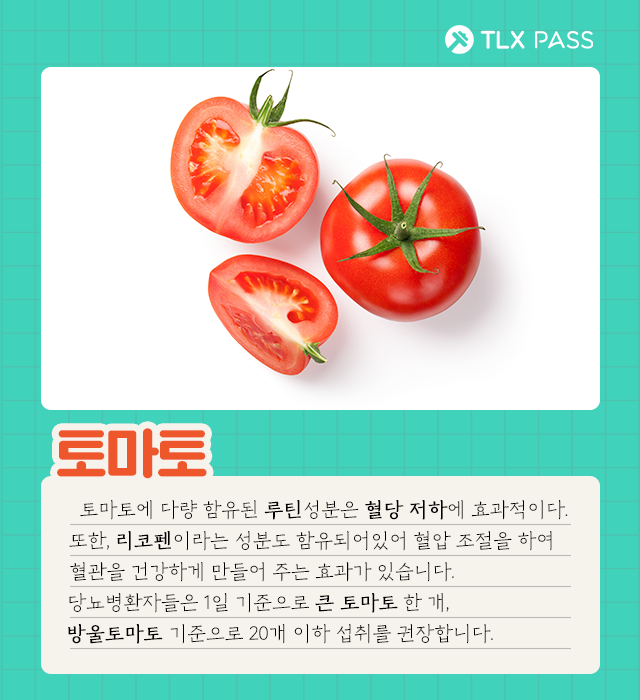 TLX PASS
토마토
토마토에 다량 함유된 루틴성분은 혈당 저하에 효과적이다.
또한, 리코펜이라는 성분도 함유되어있어 혈압 조절을 하여
혈관을 건강하게 만들어 주는 효과가 있습니다.
당뇨병환자들은 1일 기준으로 큰 토마토 한 개,
방울토마토 기준으로 20개 이하 섭취를 권장합니다.